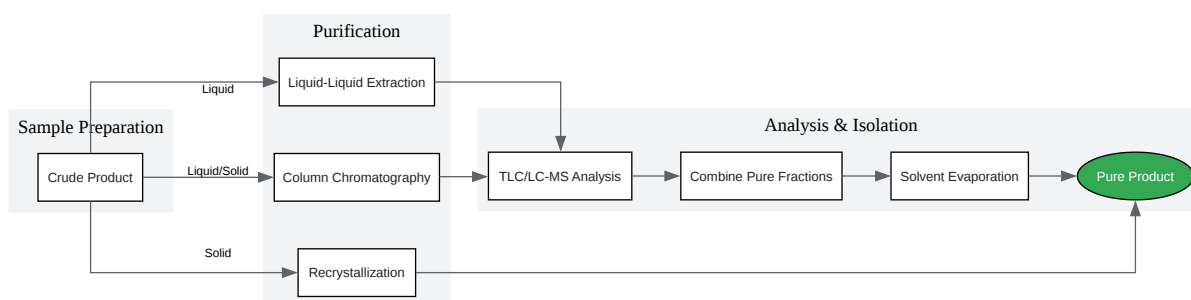 Purification
Liquid-Liquid Extraction
Liquid
Sample Preparation
Analysis & Isolation
Crude Product
Liquid/Solid
Column Chromatography
TLC/LC-MS Analysis
Combine Pure Fractions
Solvent Evaporation
Pure Product
Solid
Recrystallization